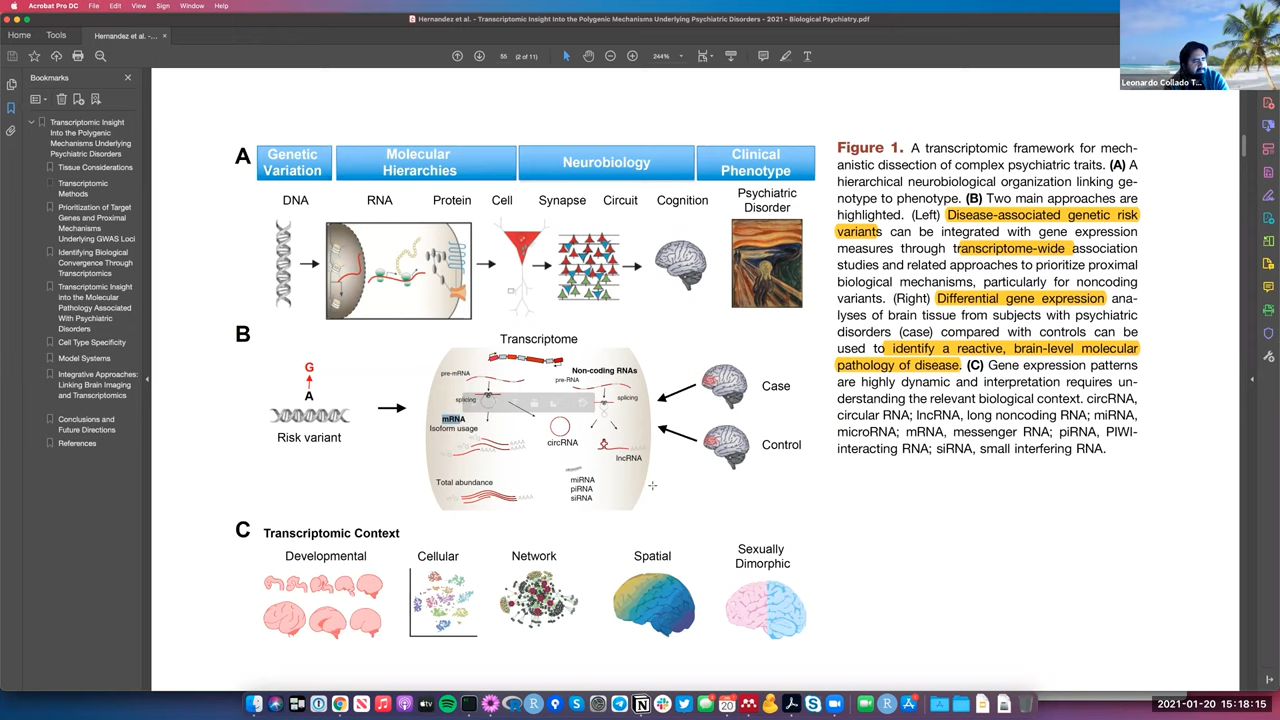 Acrobat Pro DC File Edit View Sign Window Help
Hernandez et al. - Transcriptomic Insight Into the Polygenic Mechanisms Underlying Psychiatric Disorders - 2021 - Biological Psychiatry.pdf
Home Tools Hernandez et al. -...
55 (2 of 11) 244%
Leonardo Collado T...
Bookmarks
Transcriptomic Insight
Into the Polygenic
Mechanisms Underlying
Psychiatric Disorders
Tissue Considerations
Transcriptomic
Methods
Prioritization of Target
Genes and Proximal
Mechanisms
Underlying GWAS Loci
Identifying Biological
Convergence Through
Transcriptomics
Transcriptomic Insight
into the Molecular
Pathology Associated
With Psychiatric
Disorders
Cell Type Specificity
Model Systems
Integrative Approaches:
Linking Brain Imaging
and Transcriptomics
Conclusions and
Future Directions
References
A
Genetic
Variation
Molecular
Hierarchies
Neurobiology
Clinical
Phenotype
DNA RNA Protein Cell Synapse Circuit Cognition
Psychiatric
Disorder
B
Transcriptome
G
A
Risk variant
pre-mRNA
splicing
mRNA
Isoform usage
Total abundance
Non-coding RNAs
pre-RNA
splicing
circRNA
lncRNA
miRNA
piRNA
siRNA
Case
Control
C Transcriptomic Context
Developmental
Cellular
Network
Spatial
Sexually
Dimorphic
Figure 1. A transcriptomic framework for mech-
anistic dissection of complex psychiatric traits. (A) A
hierarchical neurobiological organization linking ge-
notype to phenotype. (B) Two main approaches are
highlighted. (Left) Disease-associated genetic risk
variants can be integrated with gene expression
measures through transcriptome-wide association
studies and related approaches to prioritize proximal
biological mechanisms, particularly for noncoding
variants. (Right) Differential gene expression ana-
lyses of brain tissue from subjects with psychiatric
disorders (case) compared with controls can be
used to identify a reactive, brain-level molecular
pathology of disease. (C) Gene expression patterns
are highly dynamic and interpretation requires un-
derstanding the relevant biological context. circRNA,
circular RNA; lncRNA, long noncoding RNA; miRNA,
microRNA; mRNA, messenger RNA; piRNA, PIWI-
interacting RNA; siRNA, small interfering RNA.
2021-01-20 15:18:15